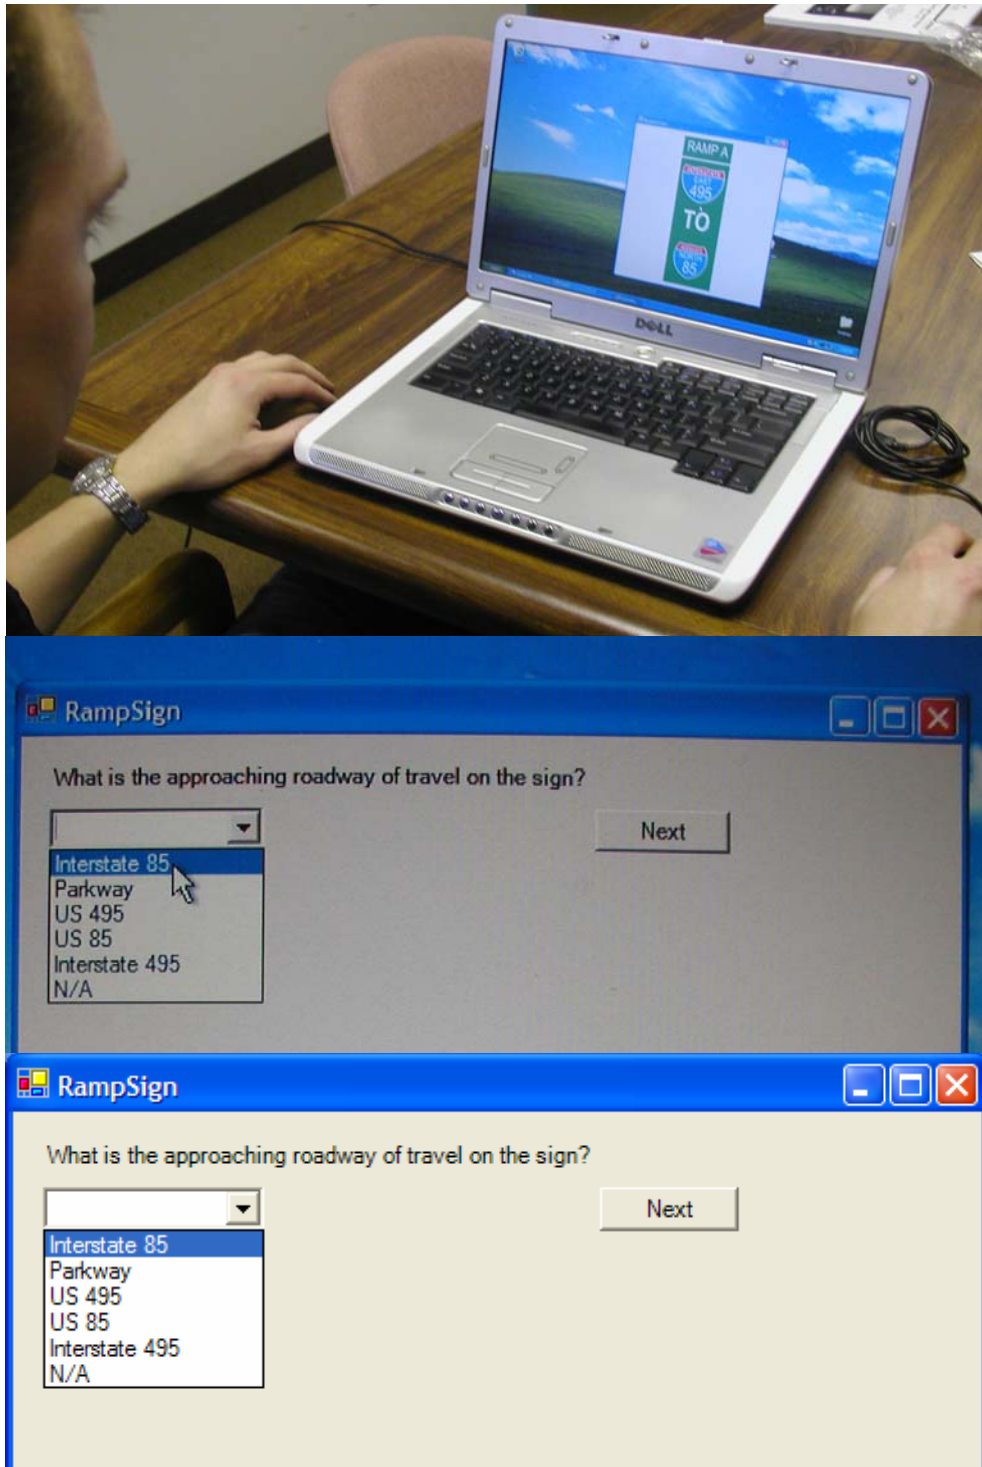 RAMP A
EAST
495
TO
NORTH
85
DELL
RampSign
What is the approaching roadway of travel on the sign?
Next
Interstate 85
Parkway
US 495
US 85
Interstate 495
N/A
RampSign
What is the approaching roadway of travel on the sign?
Next
Interstate 85
Parkway
US 495
US 85
Interstate 495
N/A